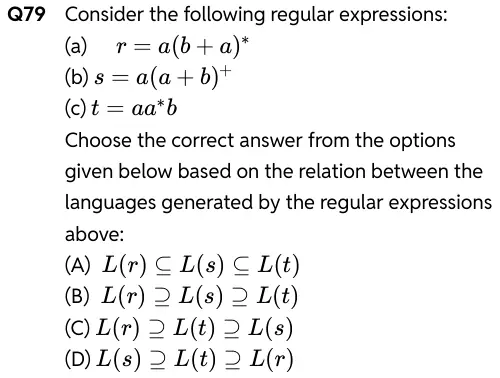 Q79 Consider the following regular expressions:
(a) r = a(b + a)*
(b) s = a(a + b)⁺
(c) t = aa*b
Choose the correct answer from the options
given below based on the relation between the
languages generated by the regular expressions
above:
(A) L(r) ⊆ L(s) ⊆ L(t)
(B) L(r) ⊇ L(s) ⊇ L(t)
(C) L(r) ⊇ L(t) ⊇ L(s)
(D) L(s) ⊇ L(t) ⊇ L(r)